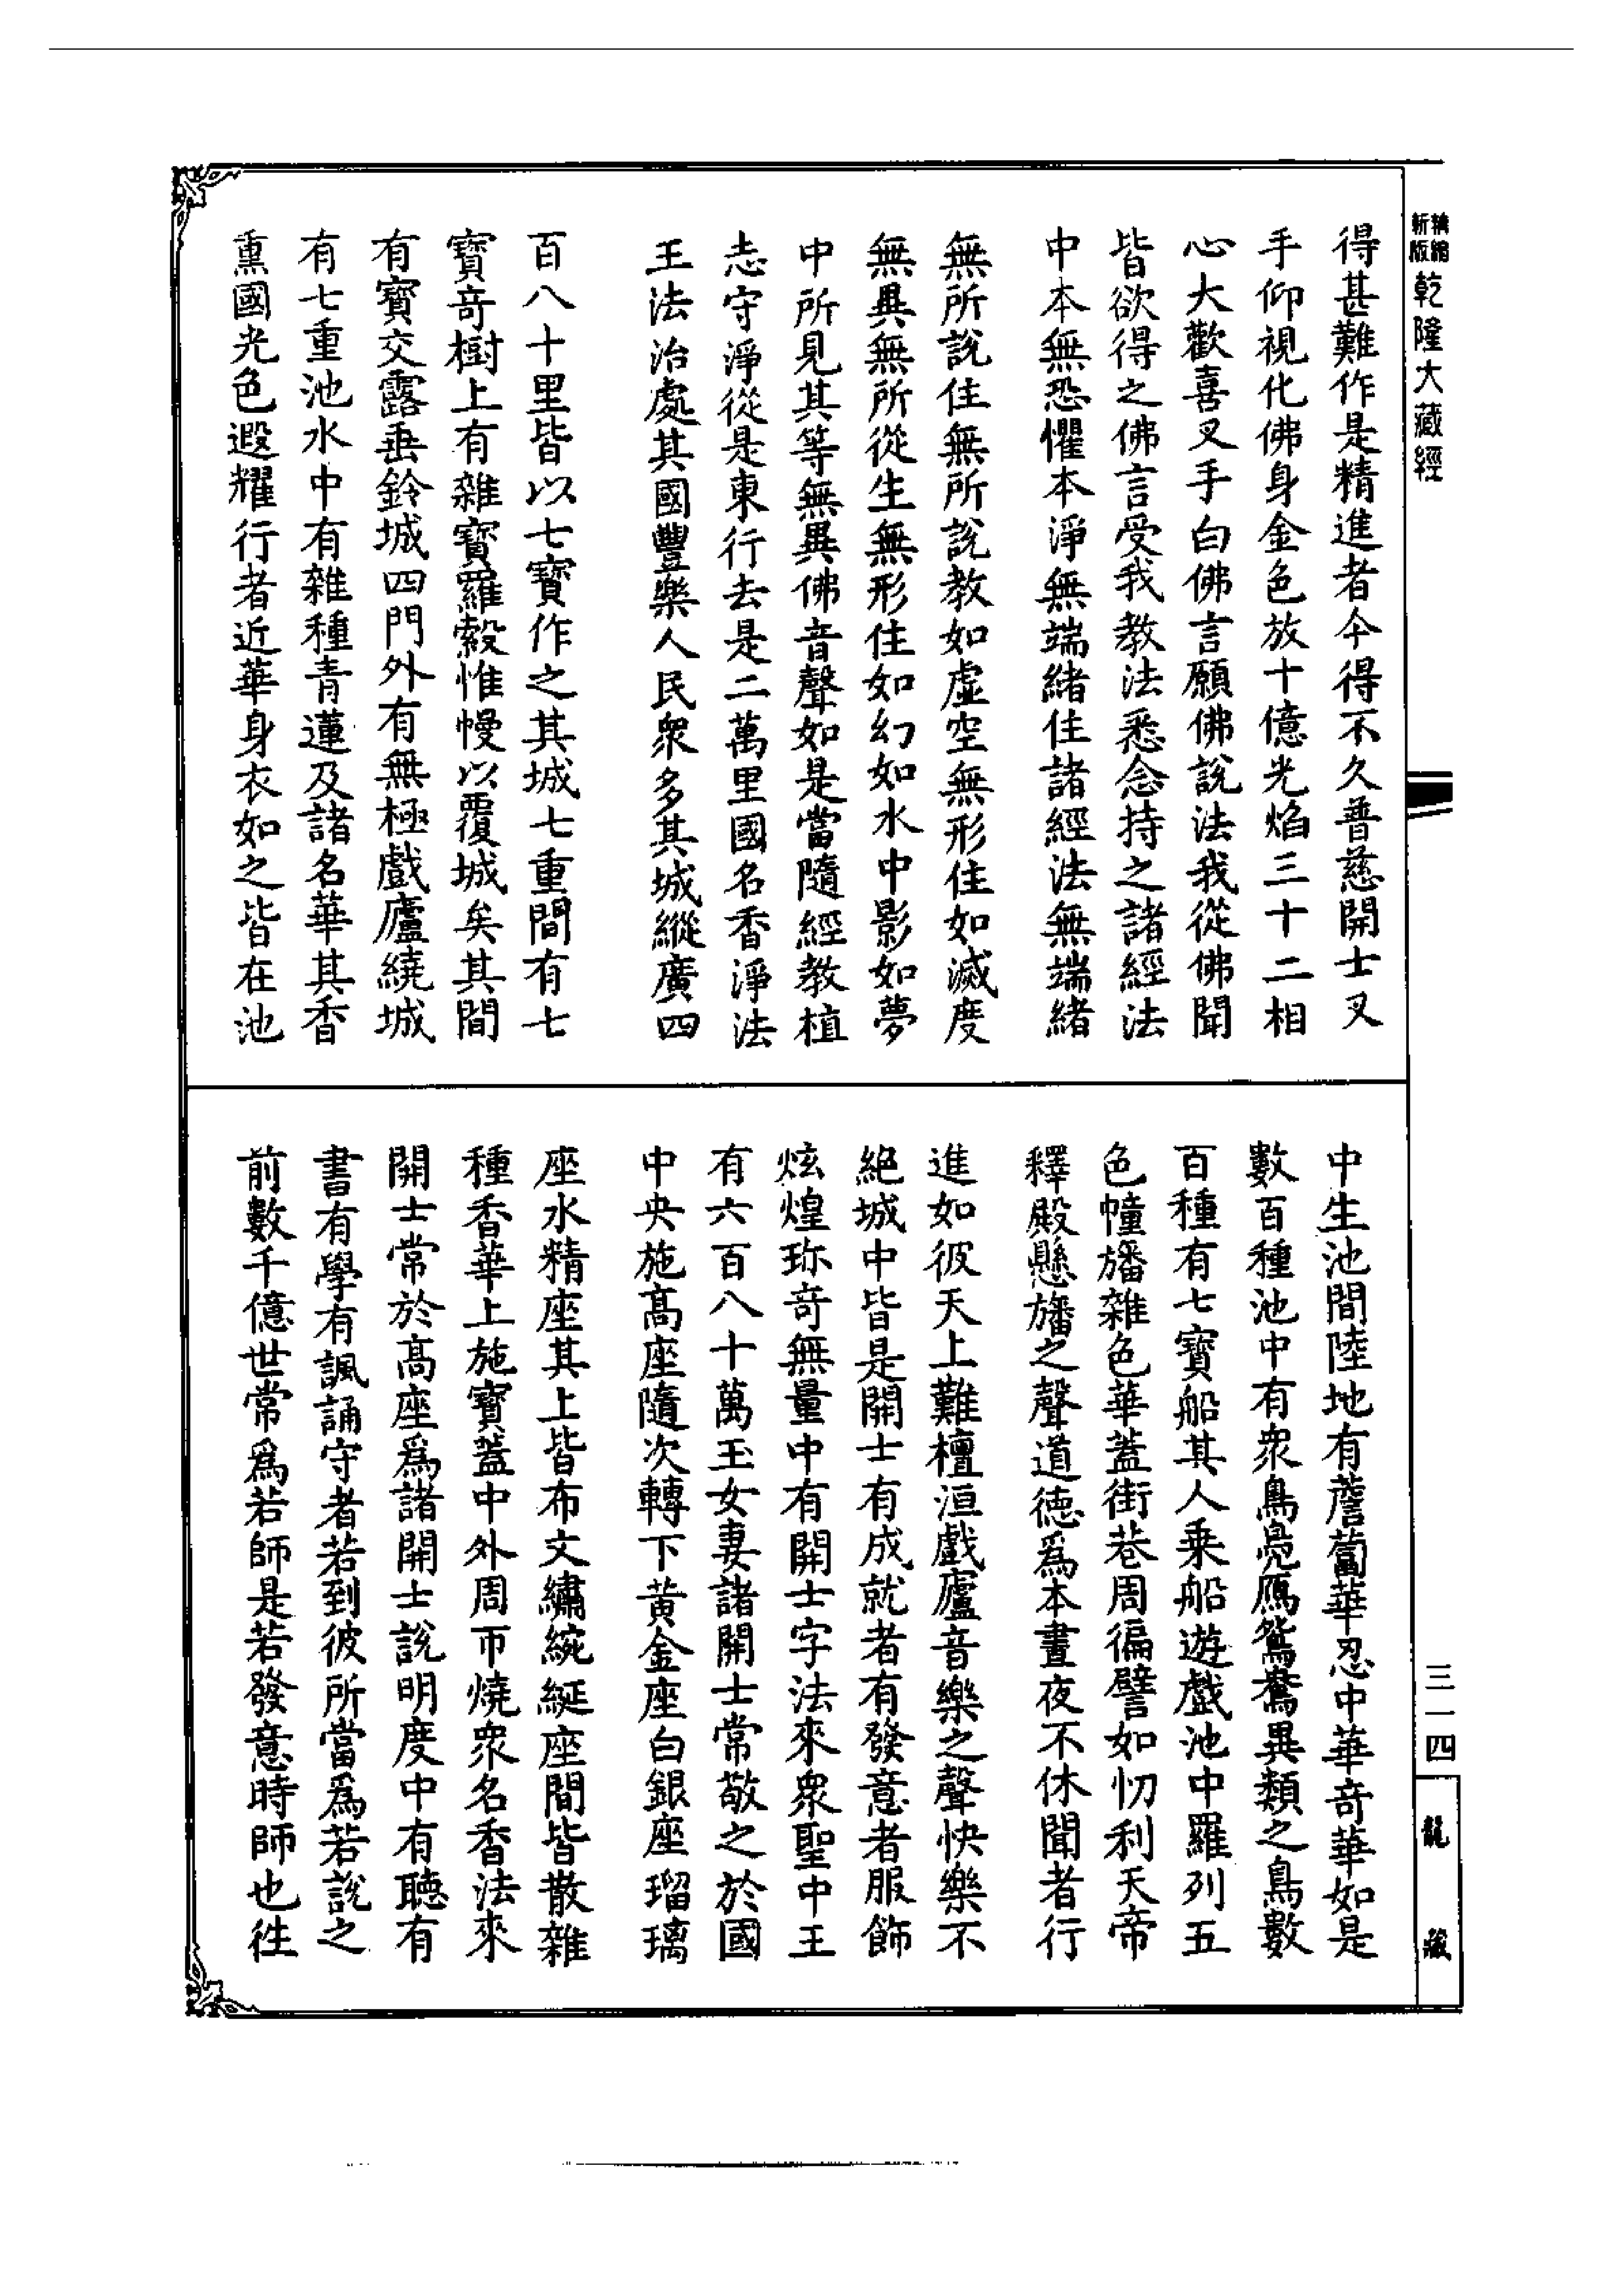 新版精縮 乾隆大藏經
得甚難作是精進者今得不久普慈開士叉
手仰視化佛身金色放十億光焰三十二相
心大歡喜叉手白佛言願佛說法我從佛聞
皆欲得之佛言受我教法悉念持之諸經法
中本無恐懼本淨無端緒住諸經法無端緒
無所說住無所說教如虛空無形住如滅度
無異無所從生無形住如幻如水中影如夢
中所見其等無異佛音聲如是當隨經教植
志守淨從是東行去是二萬里國名香淨法
王法治處其國豐樂人民衆多其城縱廣四
百八十里皆以七寶作之其城七重間有七
寶奇樹上有雜寶羅縠惟幔以覆城矣其間
有寶交露垂鈴城四門外有無極戲廬繞城
有七重池水中有雜種青蓮及諸名華其香
熏國光色遐耀行者近華身衣如之皆在池
中生池間陸地有薝蔔華忍中華奇華如是
數百種池中有衆鳥鳧鴈鴛鴦異類之鳥數
百種有七寶船其人乗船遊戲池中羅列五
色幢旛雜色華蓋街巷周徧譬如忉利天帝
釋殿懸旛之聲道德爲本晝夜不休聞者行
進如彼天上難檀洹戲廬音樂之聲快樂不
絕城中皆是開士有成就者有發意者服飾
炫煌珎奇無量中有開士字法來衆聖中王
有六百八十萬玉女妻諸開士常敬之於國
中央施髙座隨次轉下黄金座白銀座瑠璃
座水精座其上皆布文繡綩綖座間皆散雜
種香華上施寶蓋中外周帀燒衆名香法來
開士常於髙座爲諸開士說明度中有聽有
書有學有諷誦守者若到彼所當爲若說之
前數千億世常爲若師是若發意時師也徃
三一四
龍藏